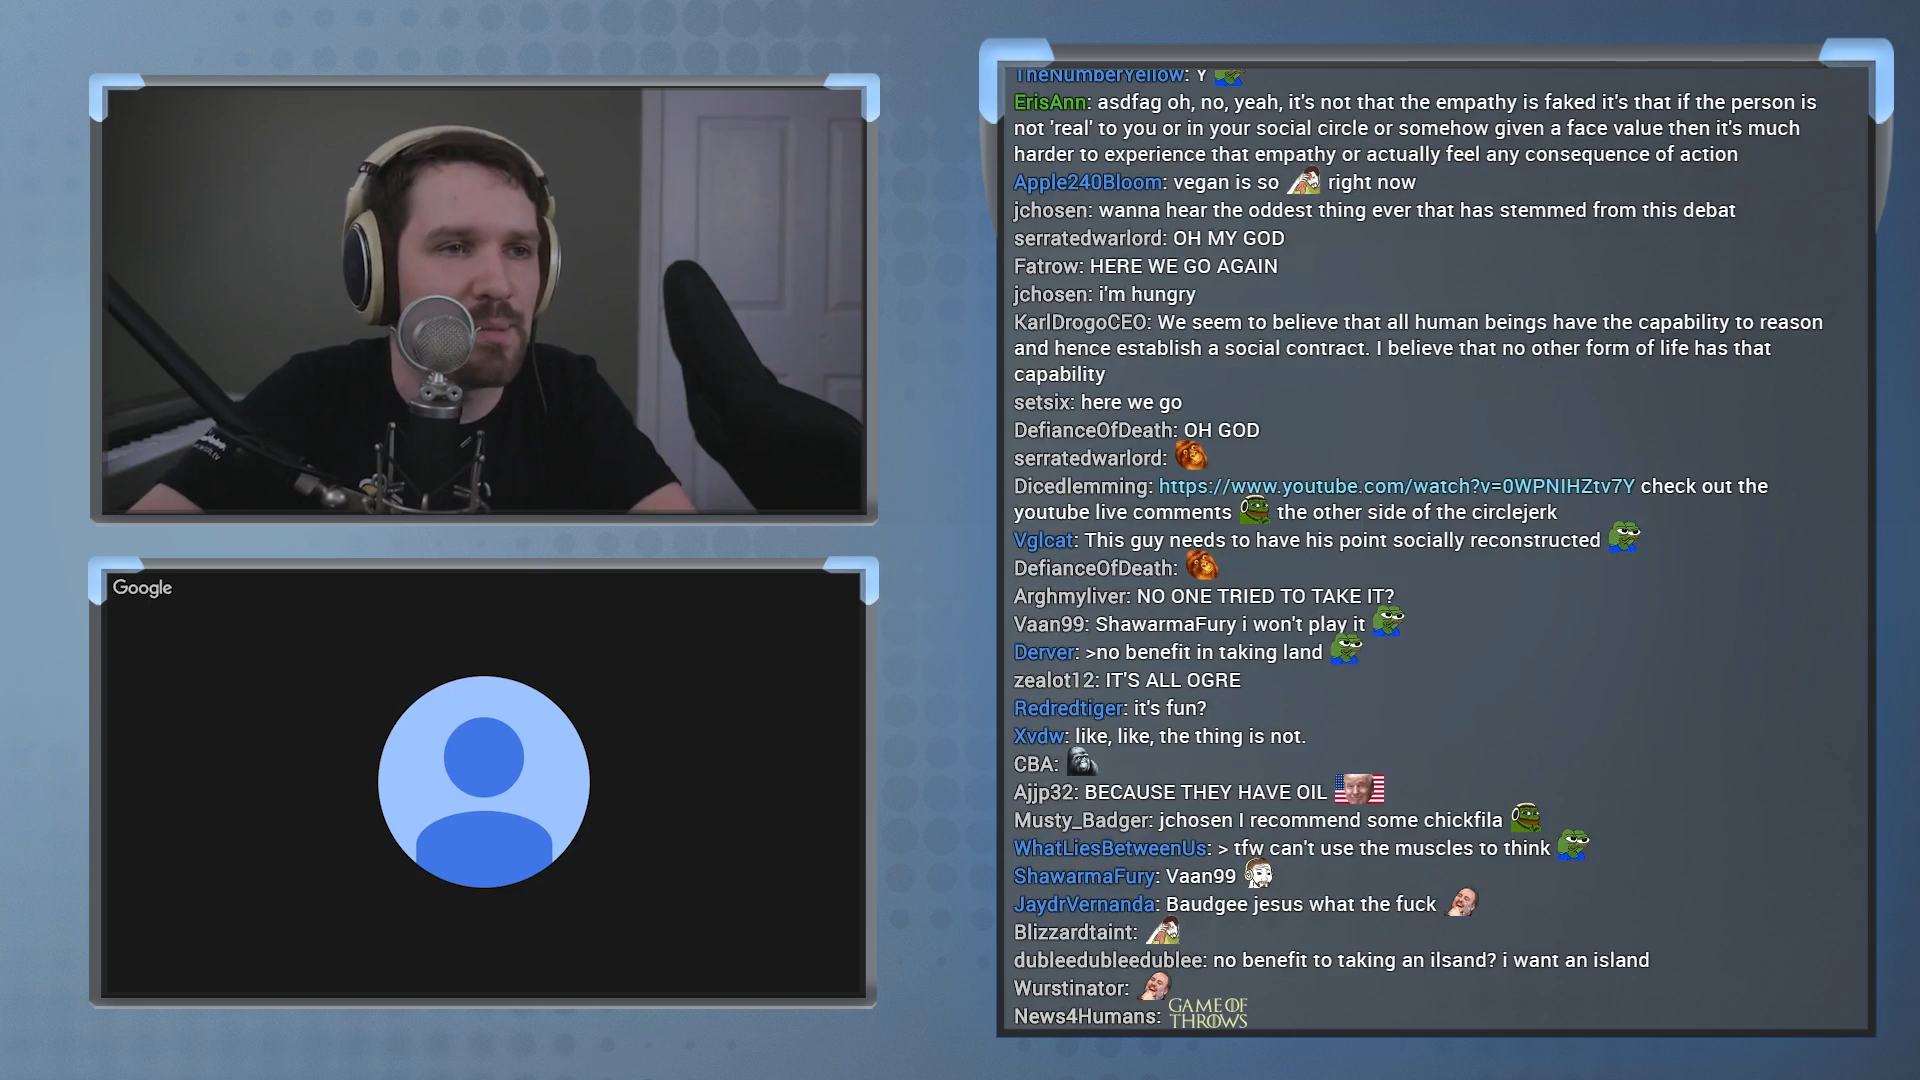 TheNumberYellow: Y
ErisAnn: asdfag oh, no, yeah, it's not that the empathy is faked it's that if the person is
not 'real' to you or in your social circle or somehow given a face value then it's much
harder to experience that empathy or actually feel any consequence of action
Apple240Bloom: vegan is so right now
jchosen: wanna hear the oddest thing ever that has stemmed from this debate
serratedwarlord: OH MY GOD
Fatrow: HERE WE GO AGAIN
jchosen: i'm hungry
KarlDrogoCEO: We seem to believe that all human beings have the capability to reason
and hence establish a social contract. I believe that no other form of life has that
capability
setsix: here we go
DefianceOfDeath: OH GOD
serratedwarlord:
Dicedlemming: https://www.youtube.com/watch?v=0WPNIHZtv7Y check out the
youtube live comments the other side of the circlejerk
Vglcat: This guy needs to have his point socially reconstructed
DefianceOfDeath:
Arghmyliver: NO ONE TRIED TO TAKE IT?
Vaan99: ShawarmaFury i won't play it
Derver: >no benefit in taking land
zealot12: IT'S ALL OGRE
Redredtiger: it's fun?
Xvdw: like, like, the thing is not.
CBA:
Ajjp32: BECAUSE THEY HAVE OIL
Musty_Badger: jchosen I recommend some chickfila
WhatLiesBetweenUs: > tfw can't use the muscles to think
ShawarmaFury: Vaan99
JaydrVernanda: Baudgee jesus what the fuck
Blizzardtaint:
dubleedubleedublee: no benefit to taking an ilsand? i want an island
Wurstinator:
News4Humans: GAME OF
THROWS
Google